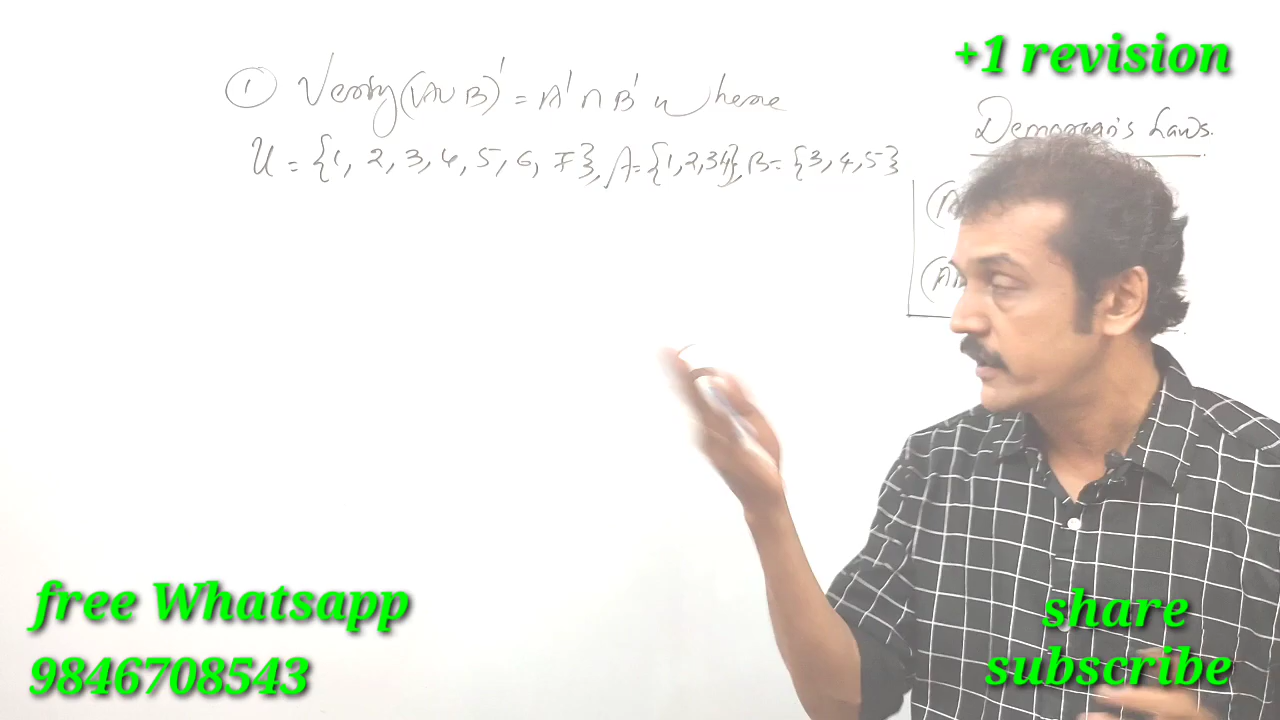 +1 revision
① Verify (A∪B)' = A' ∩ B' where
Demorgan's Laws.
U = {1, 2, 3, 4, 5, 6, 7}, A = {1,2,3 4}, B = {3, 4, 5}
(A
(A
free Whatsapp
9846708543
share
subscribe